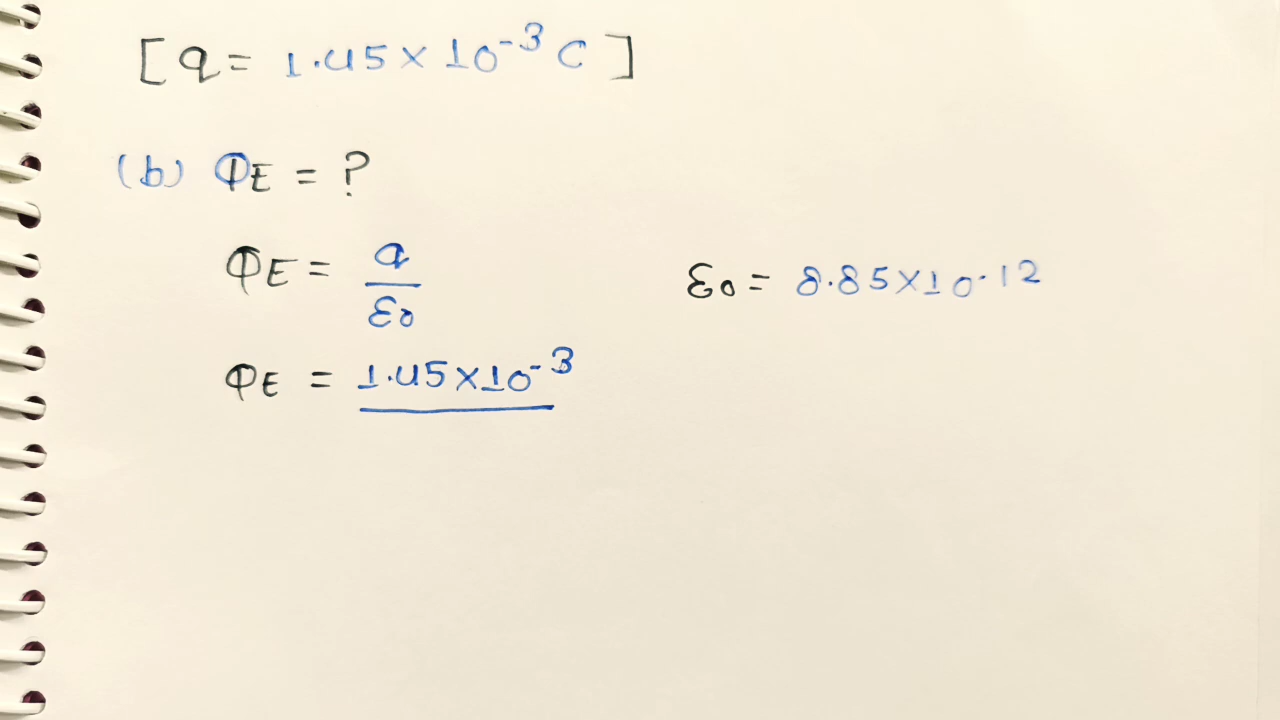 [q = 1.45 × 10⁻³ C]
(b) ΦE = ?
ΦE = q / ε₀
ε₀ = 8.85×10⁻¹²
ΦE = 1.45×10⁻³